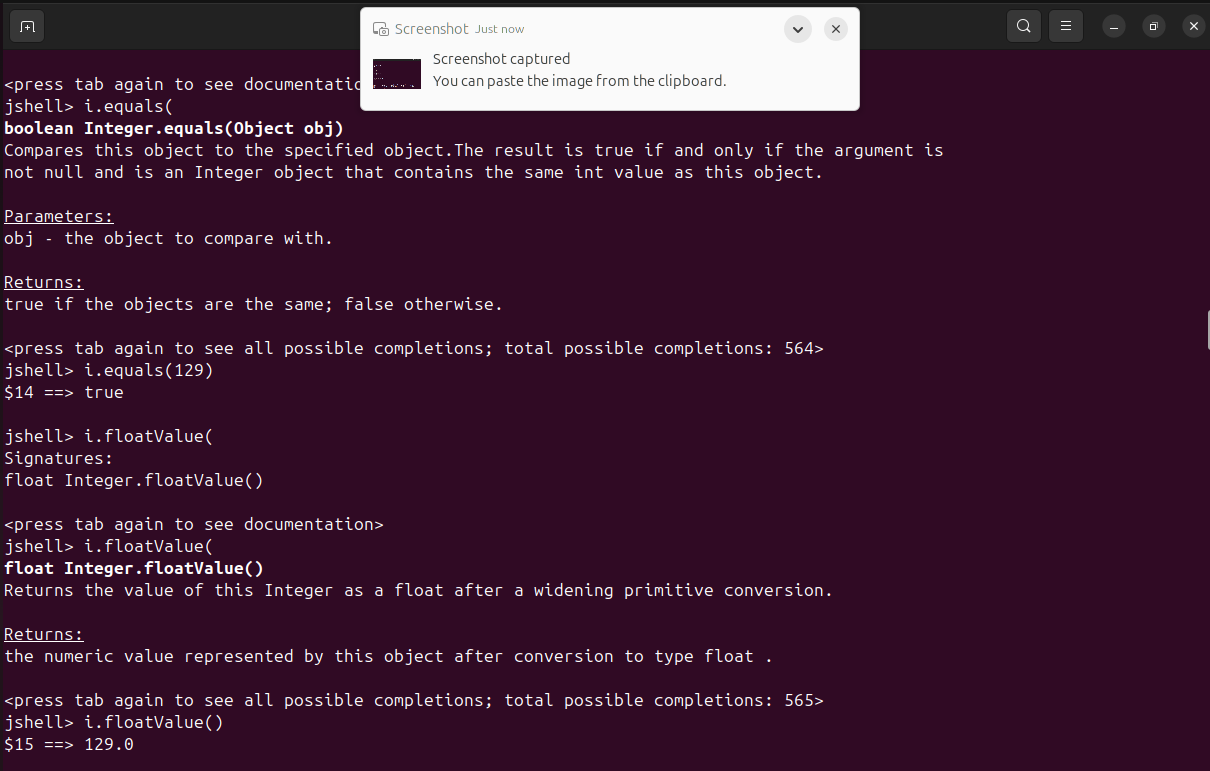 Screenshot Just now
Screenshot captured
You can paste the image from the clipboard.
<press tab again to see documentatio
jshell> i.equals(
boolean Integer.equals(Object obj)
Compares this object to the specified object.The result is true if and only if the argument is
not null and is an Integer object that contains the same int value as this object.
Parameters:
obj - the object to compare with.
Returns:
true if the objects are the same; false otherwise.
<press tab again to see all possible completions; total possible completions: 564>
jshell> i.equals(129)
$14 ==> true
jshell> i.floatValue(
Signatures:
float Integer.floatValue()
<press tab again to see documentation>
jshell> i.floatValue(
float Integer.floatValue()
Returns the value of this Integer as a float after a widening primitive conversion.
Returns:
the numeric value represented by this object after conversion to type float .
<press tab again to see all possible completions; total possible completions: 565>
jshell> i.floatValue()
$15 ==> 129.0